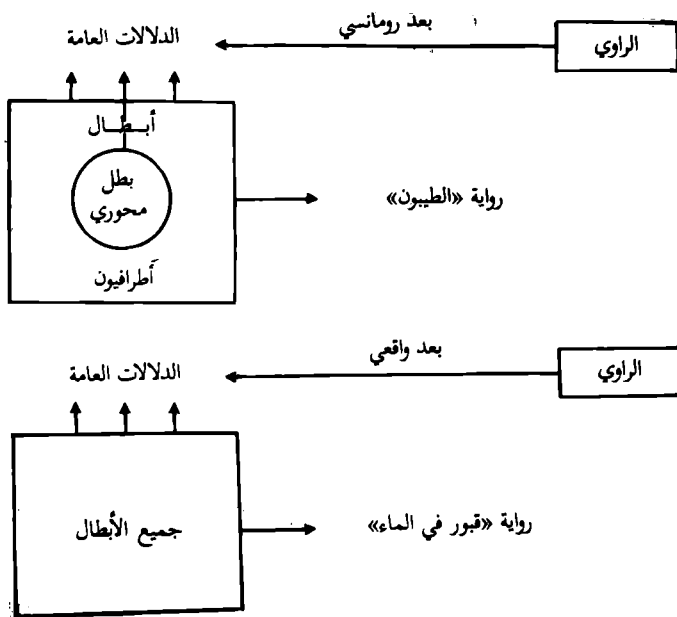 الراوي
بعد رومانسي
الدلالات العامة
أبطال
بطل
محوري
أطرافيون
رواية «الطيبون»
الراوي
بعد واقعي
الدلالات العامة
جميع الأبطال
رواية «قبور في الماء»